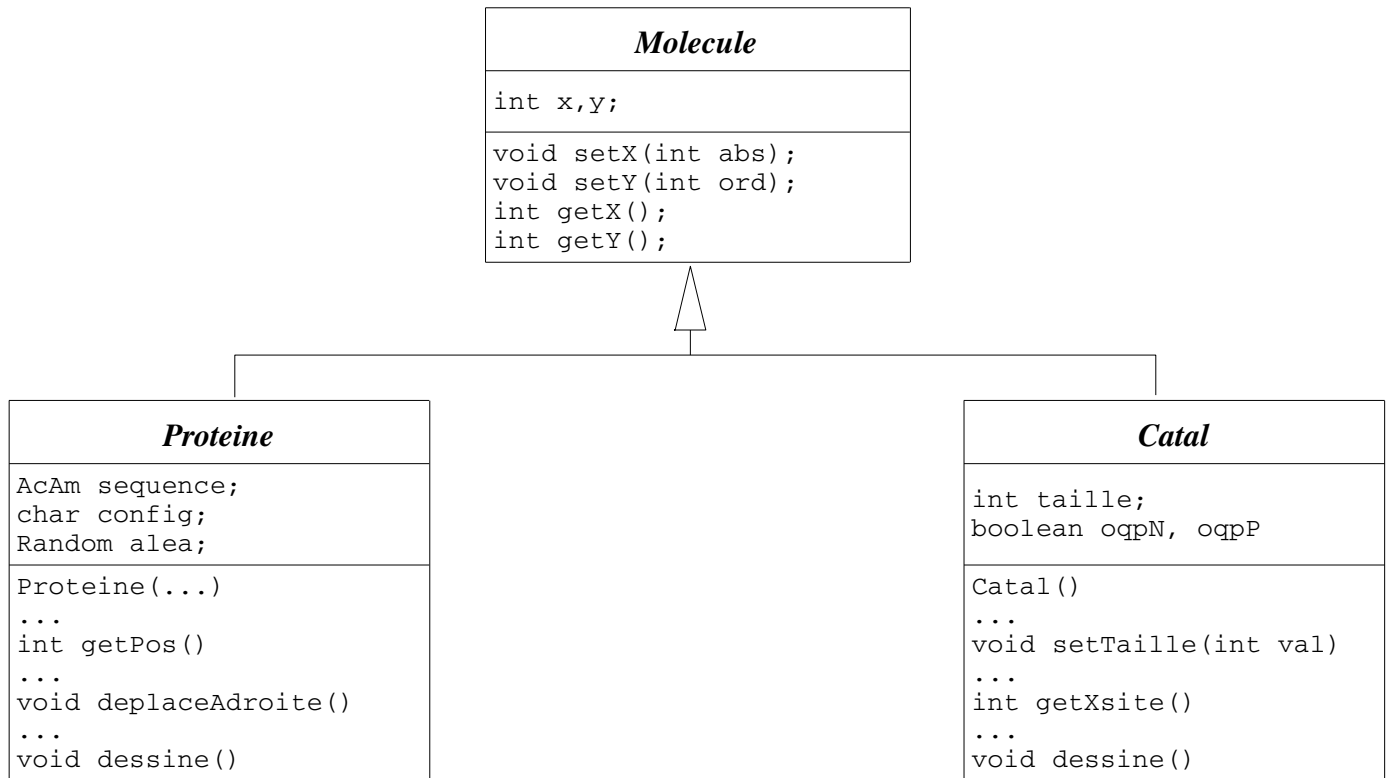 Molecule
int x,y;
void setX(int abs);
void setY(int ord);
int getX();
int getY();
Proteine
AcAm sequence;
char config;
Random alea;
Proteine(...)
...
int getPos()
...
void deplaceAdroite()
...
void dessine()
Catal
int taille;
boolean oqpN, oqpP
Catal()
...
void setTaille(int val)
...
int getXsite()
...
void dessine()